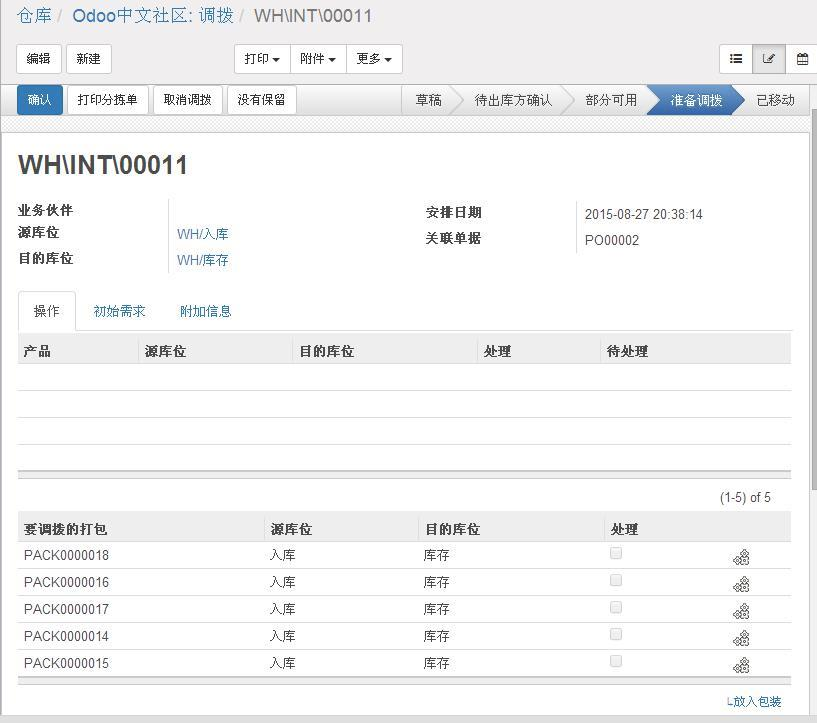 仓库 / Odoo中文社区: 调拨 / WH\INT\00011
编辑 新建 打印 附件 更多
确认 打印分拣单 取消调拨 没有保留 草稿 待出库方确认 部分可用 准备调拨 已移动
WH\INT\00011
业务伙伴
源库位 WH/入库
目的库位 WH/库存
安排日期 2015-08-27 20:38:14
关联单据 PO00002
操作 初始需求 附加信息
产品 源库位 目的库位 处理 待处理
(1-5) of 5
要调拨的打包 源库位 目的库位 处理
PACK0000018 入库 库存
PACK0000016 入库 库存
PACK0000017 入库 库存
PACK0000014 入库 库存
PACK0000015 入库 库存
放入包装